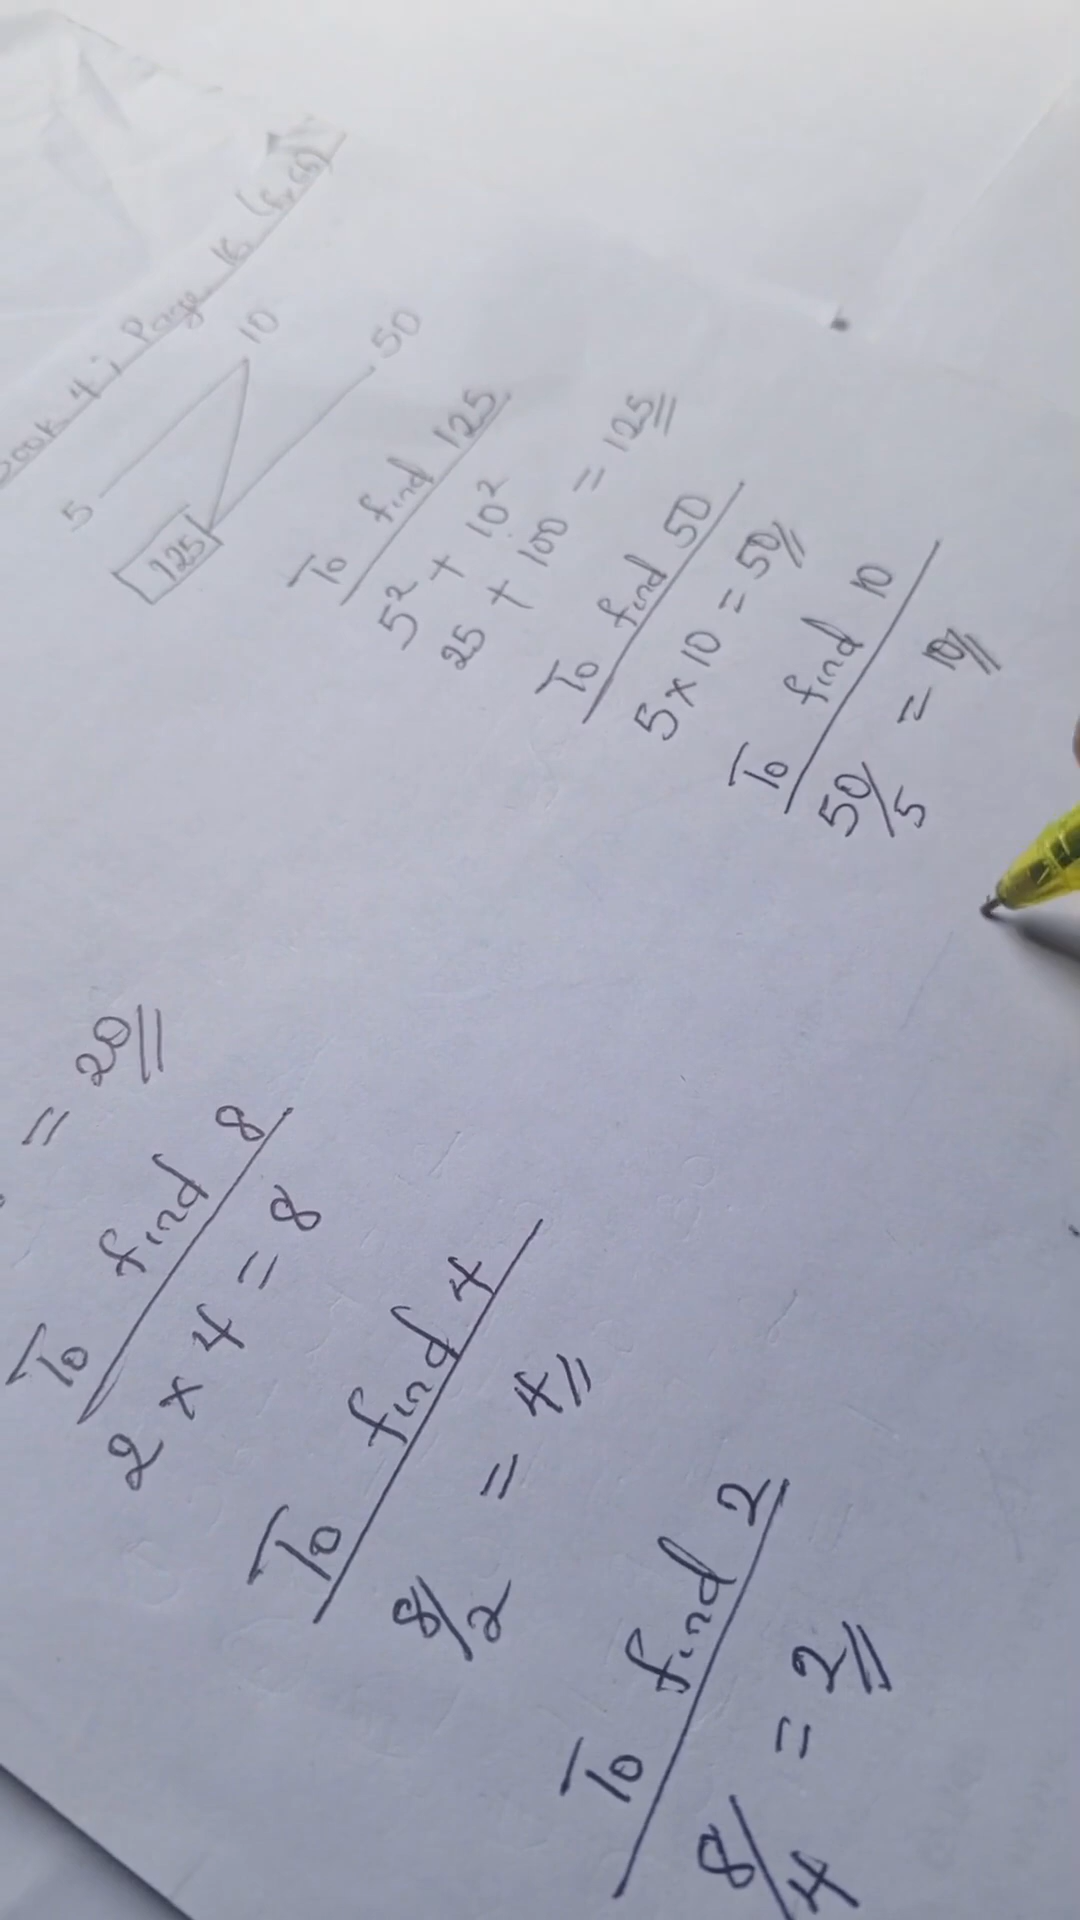 Book 4; Page 16
5 10
125 50
To find 125
5² + 10²
25 + 100 = 125
To find 50
5 x 10 = 50
To find 10
50/5 = 10
= 20
To find 8
2 x 4 = 8
To find 4
8/2 = 4
To find 2
8/4 = 2